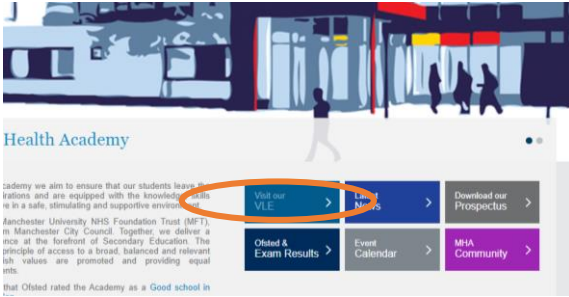 Health Academy
cademy we aim to ensure that our students leave the
irations and are equipped with the knowledge skills
ve in a safe, stimulating and supportive environment.
Manchester University NHS Foundation Trust (MFT),
m Manchester City Council. Together, we deliver a
nce at the forefront of Secondary Education. The
principle of access to a broad, balanced and relevant
ish values are promoted and providing equal
nts.
that Ofsted rated the Academy as a Good school in
Visit our
VLE
Latest
News
Download our
Prospectus
Ofsted &
Exam Results
Event
Calendar
MHA
Community